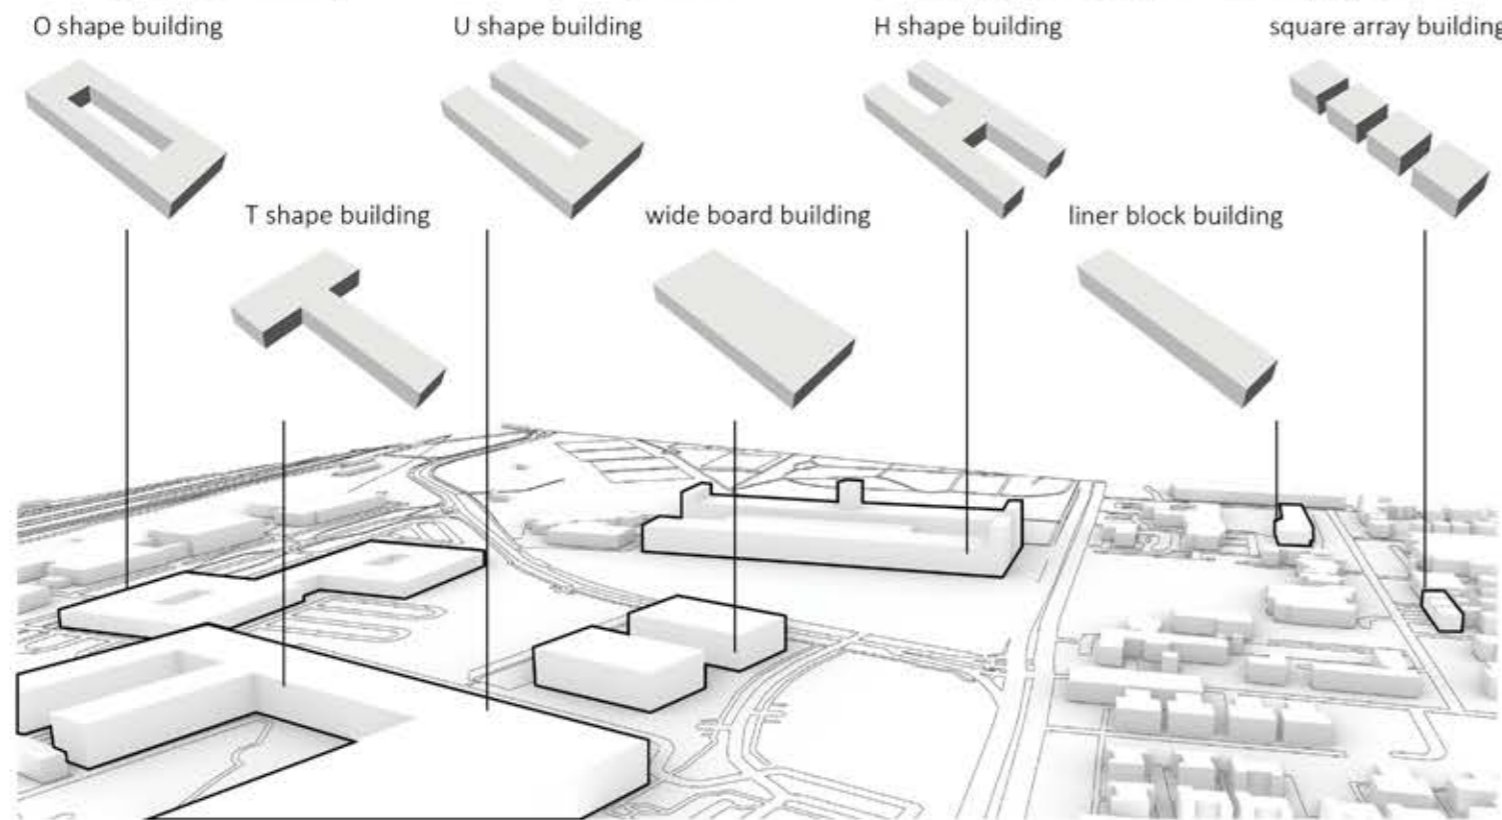 O shape building
U shape building
H shape building
square array building
T shape building
wide board building
liner block building